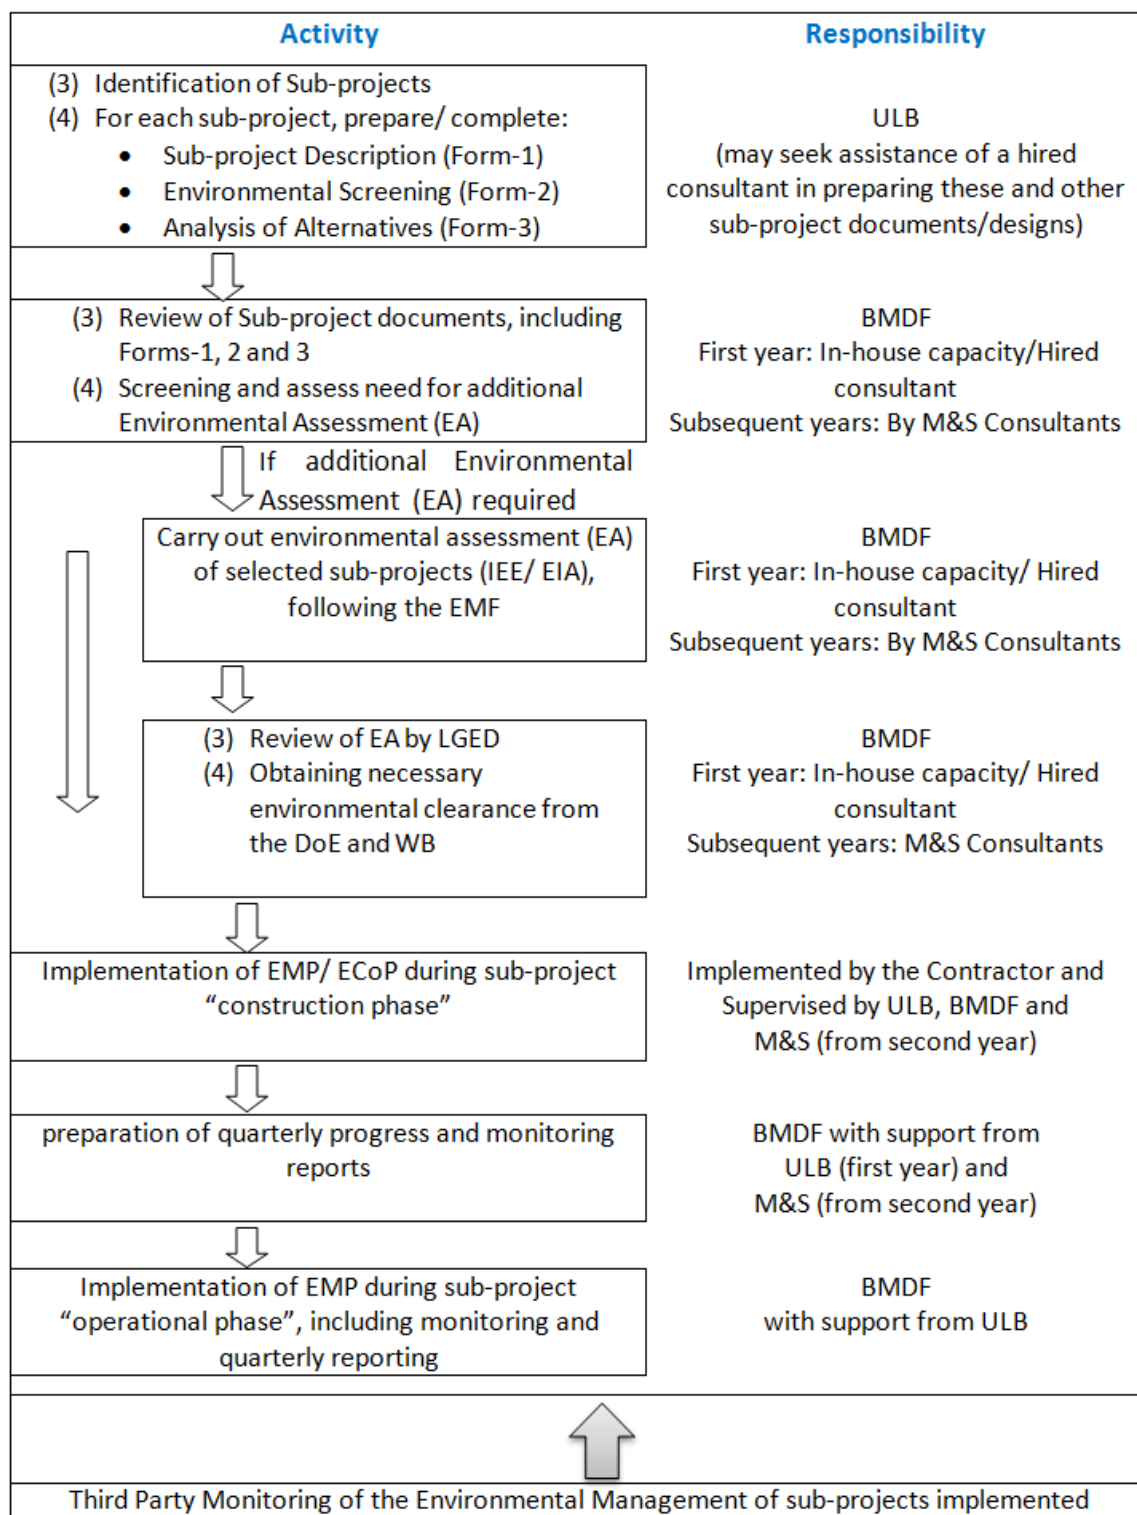 Activity
Responsibility
(3) Identification of Sub-projects
(4) For each sub-project, prepare/ complete:
• Sub-project Description (Form-1)
• Environmental Screening (Form-2)
• Analysis of Alternatives (Form-3)
ULB
(may seek assistance of a hired
consultant in preparing these and other
sub-project documents/designs)
(3) Review of Sub-project documents, including
Forms-1, 2 and 3
(4) Screening and assess need for additional
Environmental Assessment (EA)
BMDF
First year: In-house capacity/Hired
consultant
Subsequent years: By M&S Consultants
If additional Environmental
Assessment (EA) required
Carry out environmental assessment (EA)
of selected sub-projects (IEE/ EIA),
following the EMF
BMDF
First year: In-house capacity/ Hired
consultant
Subsequent years: By M&S Consultants
(3) Review of EA by LGED
(4) Obtaining necessary
environmental clearance from
the DoE and WB
BMDF
First year: In-house capacity/ Hired
consultant
Subsequent years: M&S Consultants
Implementation of EMP/ ECoP during sub-project
“construction phase”
Implemented by the Contractor and
Supervised by ULB, BMDF and
M&S (from second year)
preparation of quarterly progress and monitoring
reports
BMDF with support from
ULB (first year) and
M&S (from second year)
Implementation of EMP during sub-project
“operational phase”, including monitoring and
quarterly reporting
BMDF
with support from ULB
Third Party Monitoring of the Environmental Management of sub-projects implemented